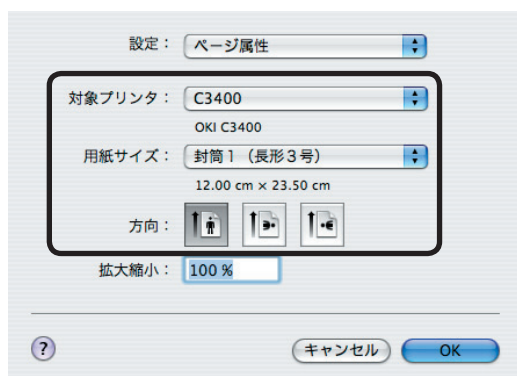 設定： ページ属性
対象プリンタ： C3400
OKI C3400
用紙サイズ： 封筒1（長形3号）
12.00 cm × 23.50 cm
方向：
拡大縮小： 100 %
? キャンセル OK